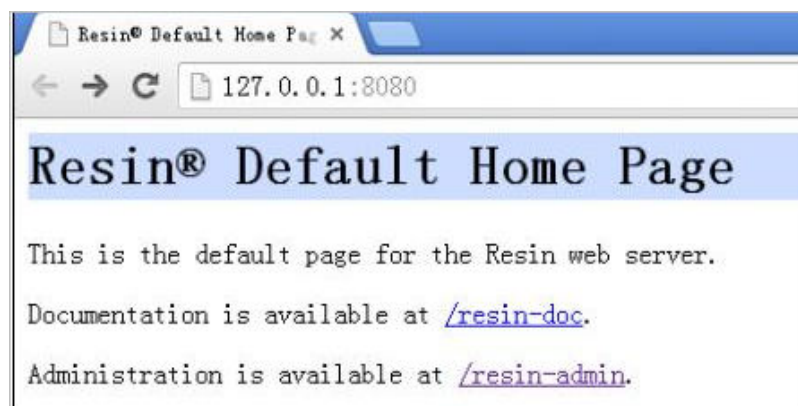 Resin® Default Home Pag
127.0.0.1:8080
Resin® Default Home Page
This is the default page for the Resin web server.
Documentation is available at /resin-doc.
Administration is available at /resin-admin.